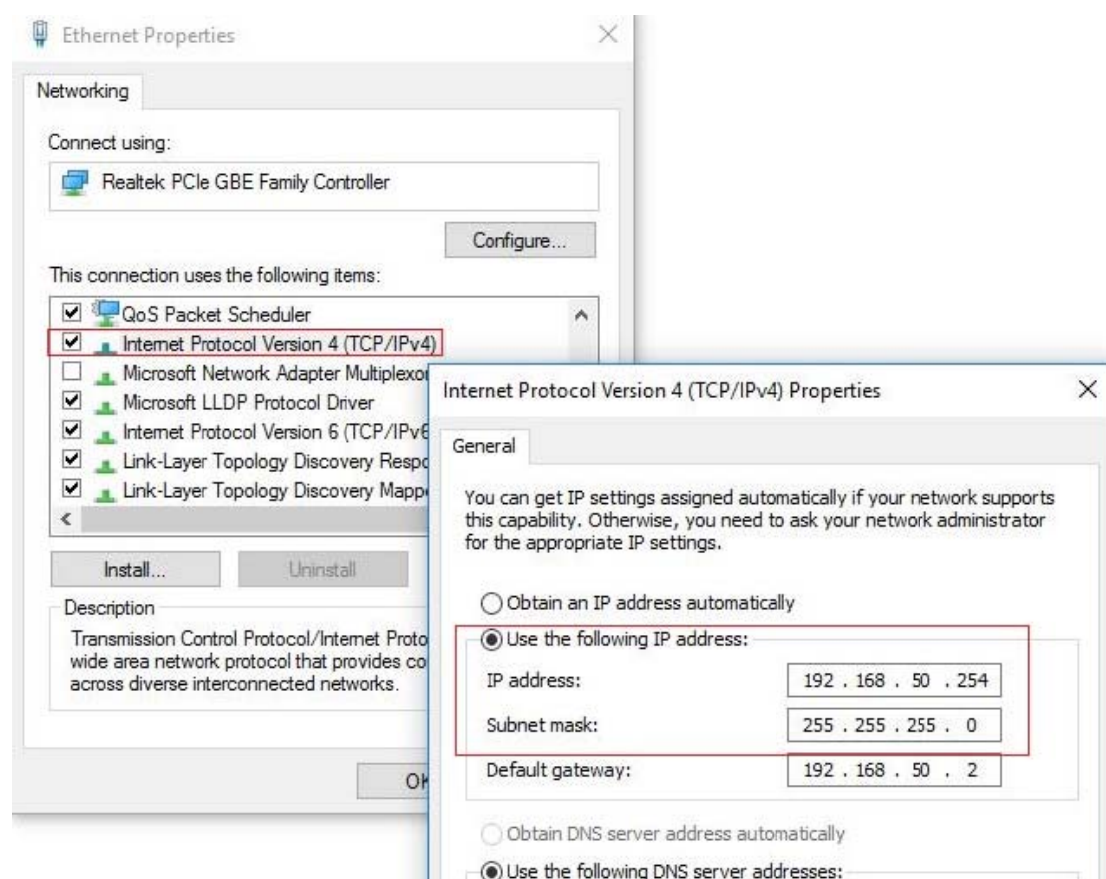 Ethernet Properties
Networking
Connect using:
Realtek PCIe GBE Family Controller
Configure...
This connection uses the following items:
QoS Packet Scheduler
Internet Protocol Version 4 (TCP/IPv4)
Microsoft Network Adapter Multiplexor
Microsoft LLDP Protocol Driver
Internet Protocol Version 6 (TCP/IPv6
Link-Layer Topology Discovery Respo
Link-Layer Topology Discovery Mappe
Install...
Uninstall
Description
Transmission Control Protocol/Internet Proto
wide area network protocol that provides co
across diverse interconnected networks.
OK
Internet Protocol Version 4 (TCP/IPv4) Properties
General
You can get IP settings assigned automatically if your network supports
this capability. Otherwise, you need to ask your network administrator
for the appropriate IP settings.
Obtain an IP address automatically
Use the following IP address:
IP address: 192 . 168 . 50 . 254
Subnet mask: 255 . 255 . 255 . 0
Default gateway: 192 . 168 . 50 . 2
Obtain DNS server address automatically
Use the following DNS server addresses: